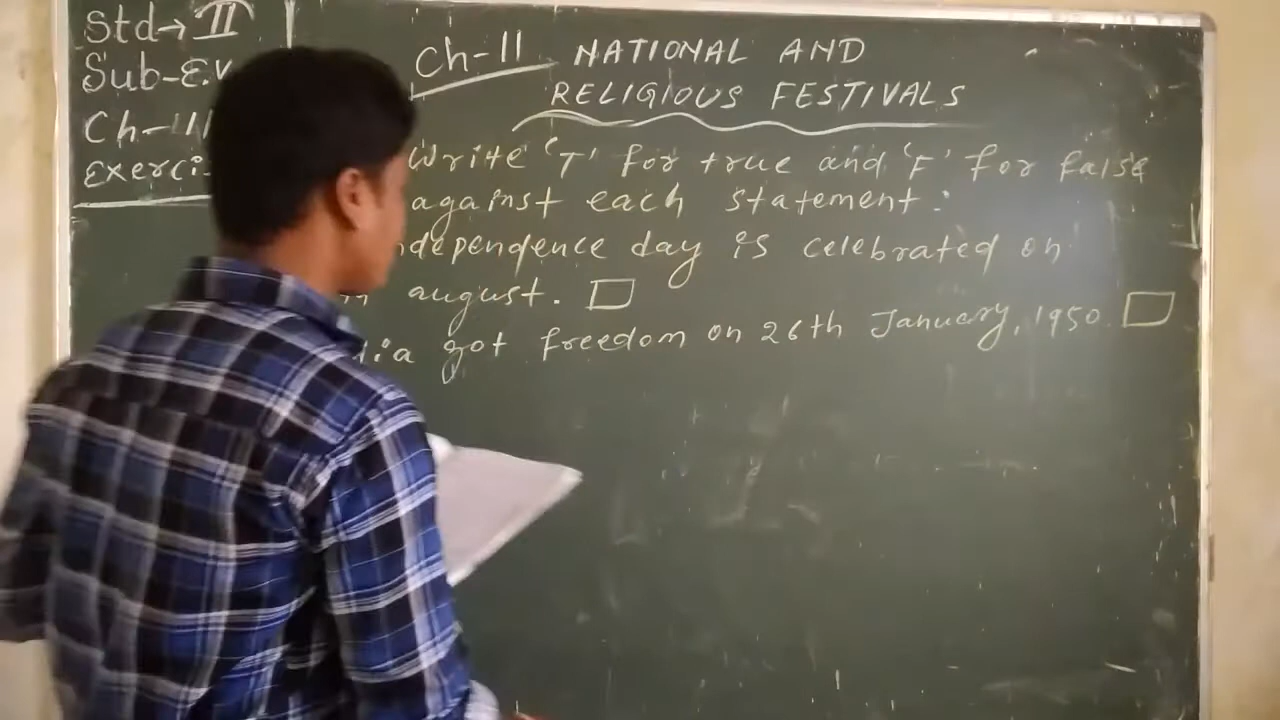 Std→II
Sub-E.V
Ch-11
Exerci
Ch-11 NATIONAL AND
RELIGIOUS FESTIVALS
Write 'T' for true and 'F' for false
against each statement:
ndependence day is celebrated on
august.
got freedom on 26th January, 1950